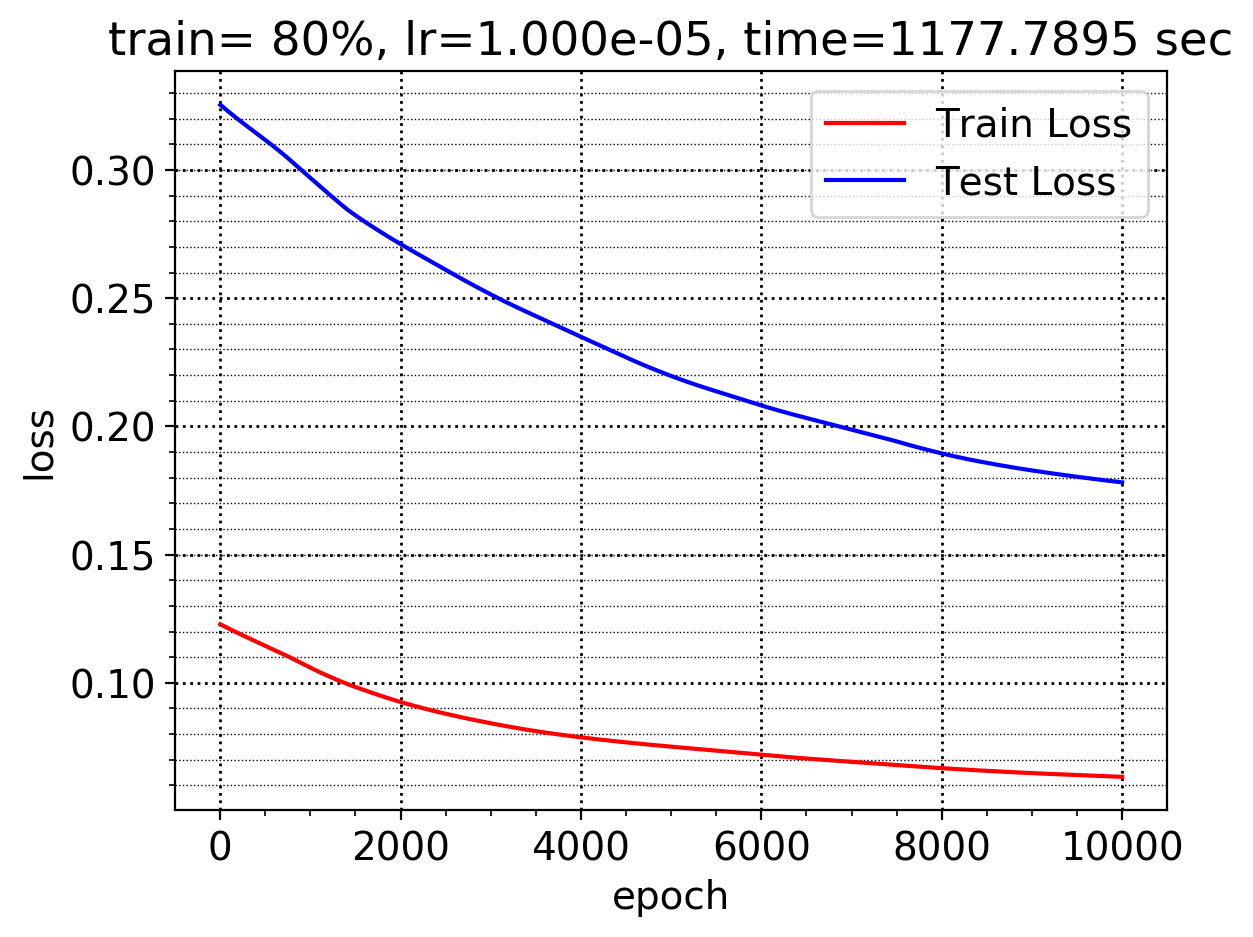 train= 80%, lr=1.000e-05, time=1177.7895 sec
Train Loss
Test Loss
0.30
0.25
0.20
0.15
0.10
loss
0 2000 4000 6000 8000 10000
epoch